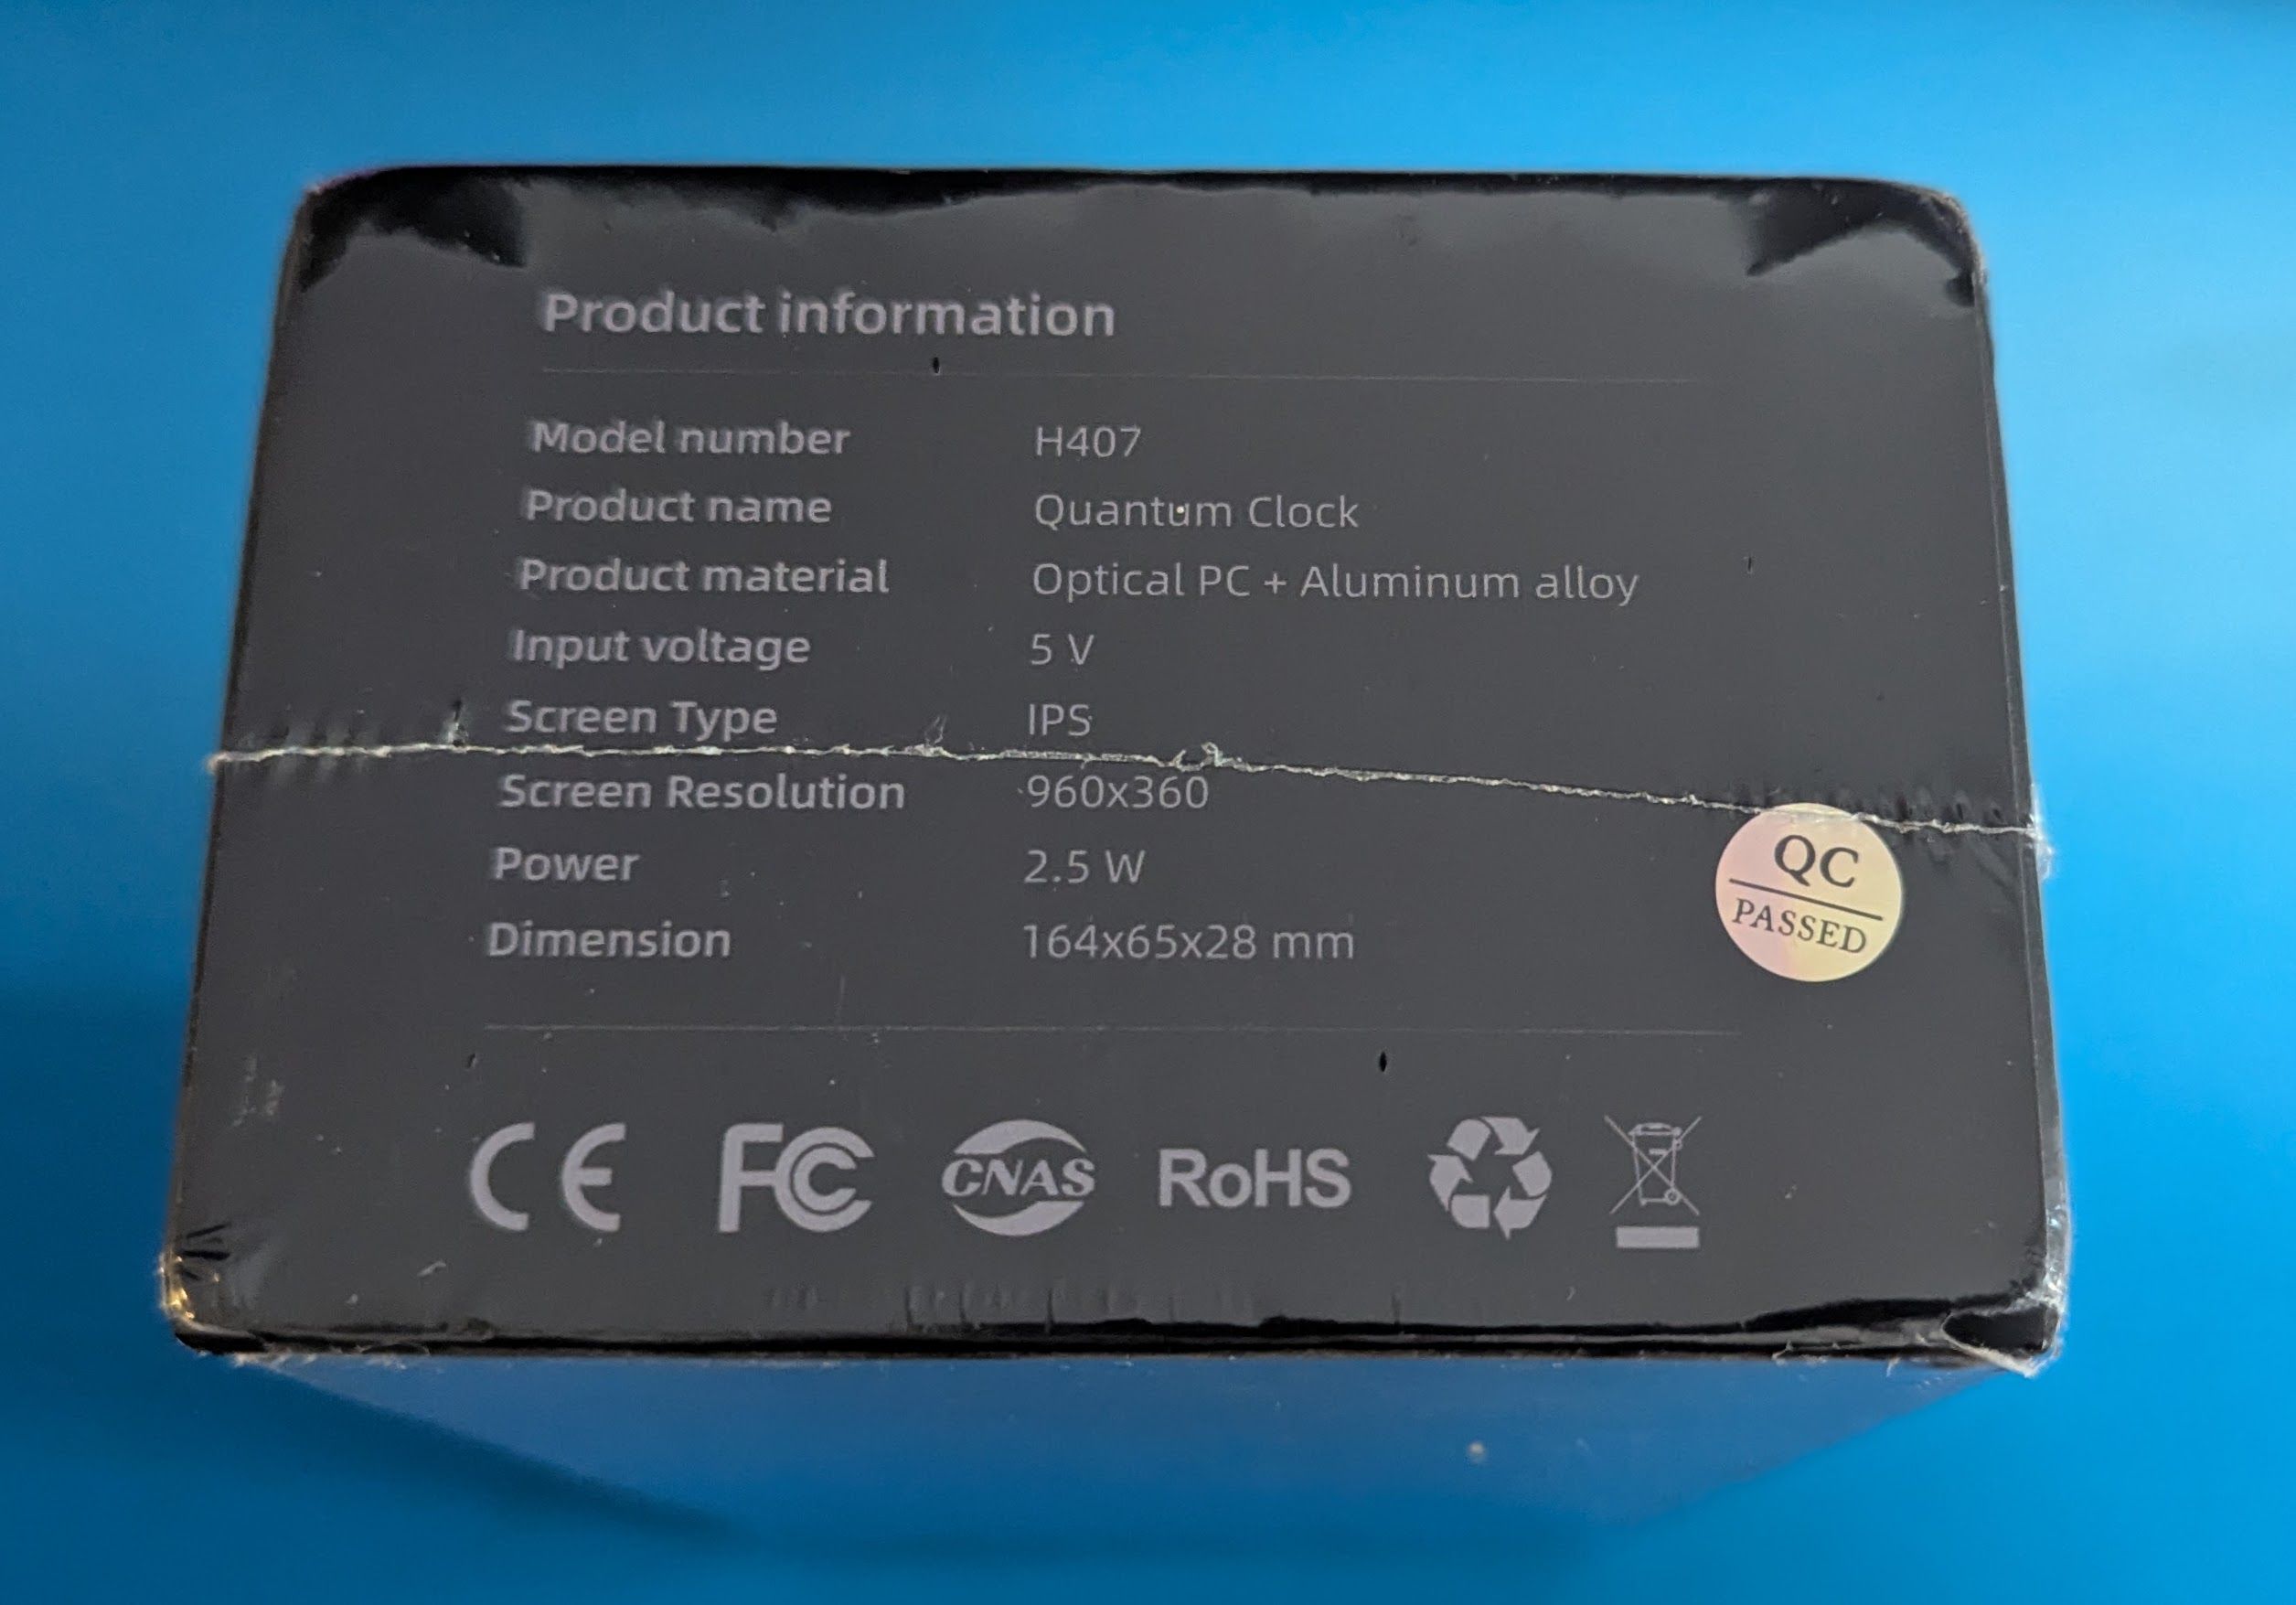 Product information
Model number H407
Product name Quantum Clock
Product material Optical PC + Aluminum alloy
Input voltage 5 V
Screen Type IPS
Screen Resolution 960x360
Power 2.5 W
Dimension 164x65x28 mm
QC
PASSED
CE FC CNAS RoHS